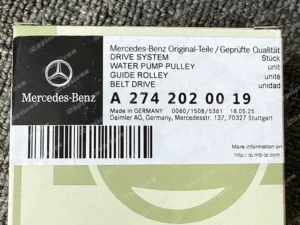 Mercedes-Benz
Mercedes-Benz Original-Teile / Geprüfte Qualität
DRIVE SYSTEM
WATER PUMP PULLEY
GUIDE ROLLEY
BELT DRIVE
Stück
unit
unité
unidad
A 274 202 00 19
Made in GERMANY 0060/1508/5361 18.05.25
Daimler AG, Germany, Mercedesstr. 137, 70327 Stuttgart
More info on